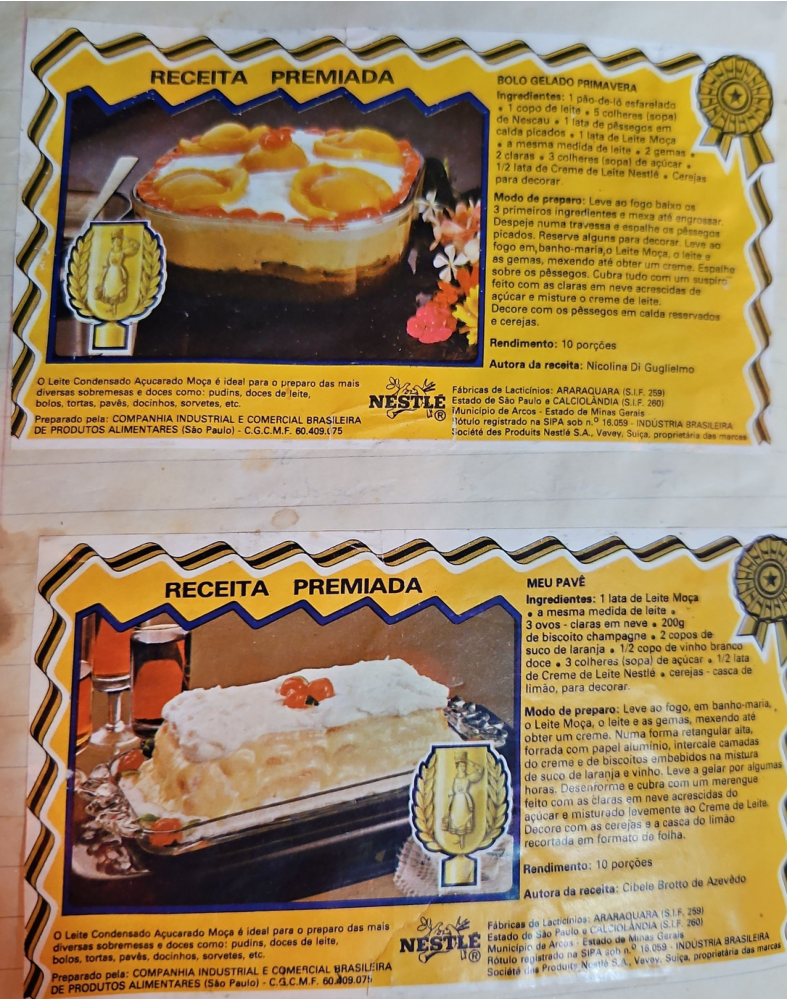 RECEITA PREMIADA
BOLO GELADO PRIMAVERA
Ingredientes: 1 pão-de-ló esfarelado
• 1 copo de leite • 5 colheres (sopa)
de Nescau • 1 lata de pêssegos em
calda picados • 1 lata de Leite Moça
• a mesma medida de leite • 2 gemas •
2 claras • 3 colheres (sopa) de açúcar •
1/2 lata de Creme de Leite Nestlé • Cerejas
para decorar.
Modo de preparo: Leve ao fogo baixo os
3 primeiros ingredientes e mexa até engrossar.
Despeje numa travessa e espalhe os pêssegos
picados. Reserve alguns para decorar. Leve ao
fogo em banho-maria, o Leite Moça, o leite e
as gemas, mexendo até obter um creme. Espalhe
sobre os pêssegos. Cubra tudo com um suspiro
feito com as claras em neve acrescidas de
açúcar e misture o creme de leite.
Decore com os pêssegos em calda reservados
e cerejas.
Rendimento: 10 porções
Autora da receita: Nicolina Di Guglielmo
O Leite Condensado Açucarado Moça é ideal para o preparo das mais
diversas sobremesas e doces como: pudins, doces de leite,
bolos, tortas, pavês, docinhos, sorvetes, etc.
Preparado pela: COMPANHIA INDUSTRIAL E COMERCIAL BRASILEIRA
DE PRODUTOS ALIMENTARES (São Paulo) - C.G.C.M.F. 60.409.075
NESTLÉ ®
Fábricas de Lacticínios: ARARAQUARA (S.I.F. 259)
Estado de São Paulo e CALCIOLÂNDIA (S.I.F. 260)
Município de Arcos - Estado de Minas Gerais
Rótulo registrado na SIPA sob n.º 16.059 - INDÚSTRIA BRASILEIRA
Société des Produits Nestlé S.A., Vevey, Suíça, proprietária das marcas
RECEITA PREMIADA
MEU PAVÊ
Ingredientes: 1 lata de Leite Moça
• a mesma medida de leite •
3 ovos - claras em neve • 200g
de biscoito champagne • 2 copos de
suco de laranja • 1/2 copo de vinho branco
doce • 3 colheres (sopa) de açúcar • 1/2 lata
de Creme de Leite Nestlé • cerejas - casca de
limão, para decorar.
Modo de preparo: Leve ao fogo, em banho-maria,
o Leite Moça, o leite e as gemas, mexendo até
obter um creme. Numa forma retangular alta,
forrada com papel alumínio, intercale camadas
do creme e de biscoitos embebidos na mistura
de suco de laranja e vinho. Leve a gelar por algumas
horas. Desenforme e cubra com um merengue
feito com as claras em neve acrescidas do
açúcar e misturado levemente ao Creme de Leite.
Decore com as cerejas e a casca do limão
recortada em formato de folha.
Rendimento: 10 porções
Autora da receita: Cibele Brotto de Azevêdo
O Leite Condensado Açucarado Moça é ideal para o preparo das mais
diversas sobremesas e doces como: pudins, doces de leite,
bolos, tortas, pavês, docinhos, sorvetes, etc.
Preparado pela: COMPANHIA INDUSTRIAL E COMERCIAL BRASILEIRA
DE PRODUTOS ALIMENTARES (São Paulo) - C.G.C.M.F. 60.409.075
NESTLÉ ®
Fábricas de Lacticínios: ARARAQUARA (S.I.F. 259)
Estado de São Paulo e CALCIOLÂNDIA (S.I.F. 260)
Município de Arcos - Estado de Minas Gerais
Rótulo registrado na SIPA sob n.º 16.059 - INDÚSTRIA BRASILEIRA
Société des Produits Nestlé S.A., Vevey, Suíça, proprietária das marcas